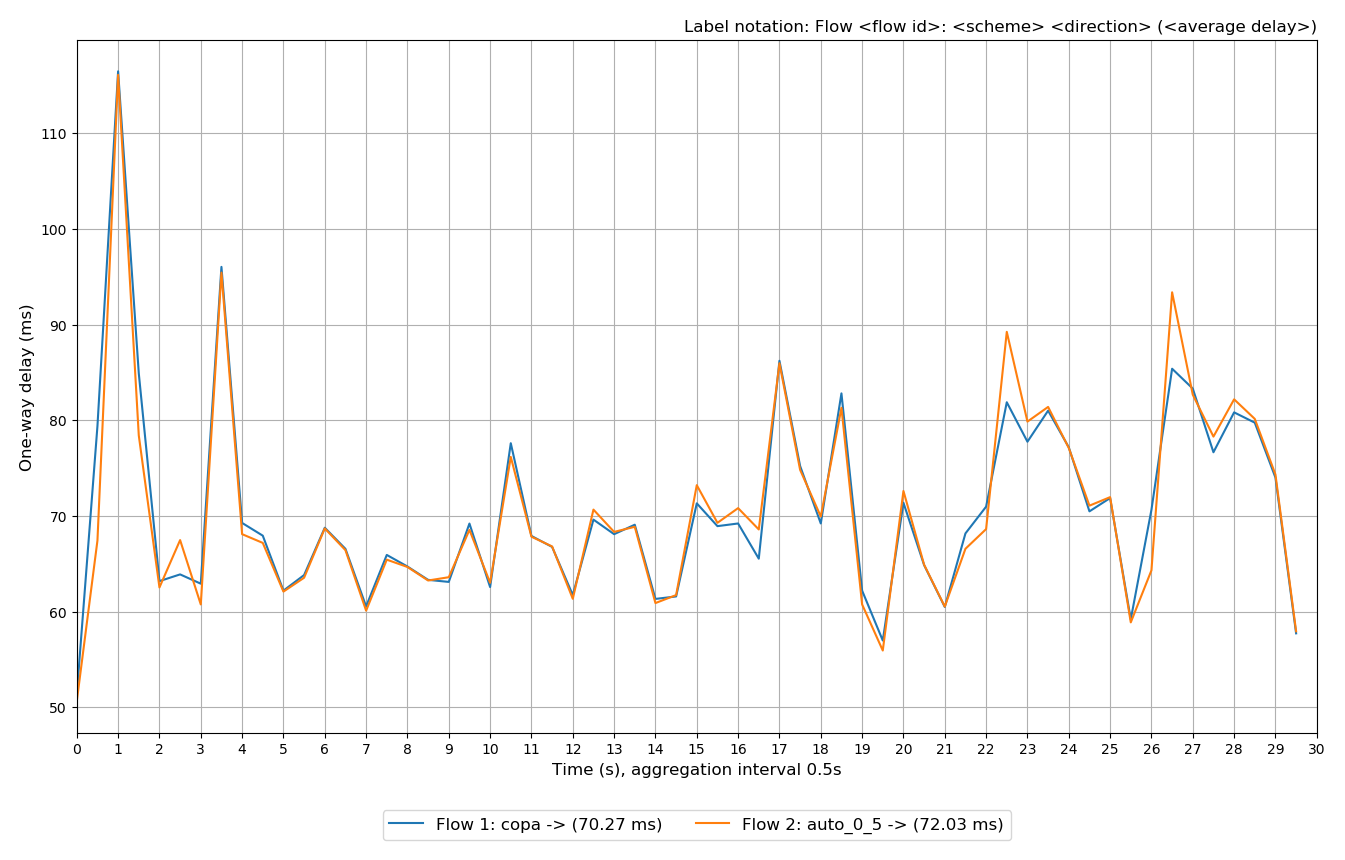 Label notation: Flow <flow id>: <scheme> <direction> (<average delay>)
110
100
90
80
70
60
50
One-way delay (ms)
0 1 2 3 4 5 6 7 8 9 10 11 12 13 14 15 16 17 18 19 20 21 22 23 24 25 26 27 28 29 30
Time (s), aggregation interval 0.5s
Flow 1: copa -> (70.27 ms) Flow 2: auto_0_5 -> (72.03 ms)